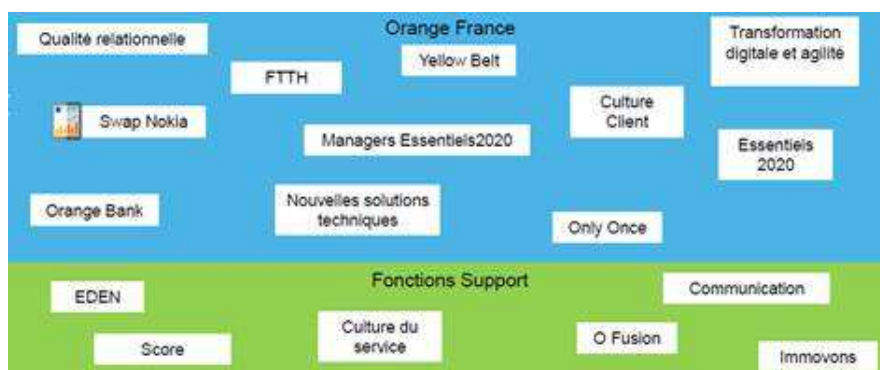 Orange France
Qualité relationnelle
Yellow Belt
Transformation
digitale et agilité
FTTH
Culture
Client
Swap Nokia
Managers Essentiels2020
Essentiels
2020
Orange Bank
Nouvelles solutions
techniques
Only Once
Fonctions Support
EDEN
Communication
Culture du
service
O Fusion
Score
Immovons